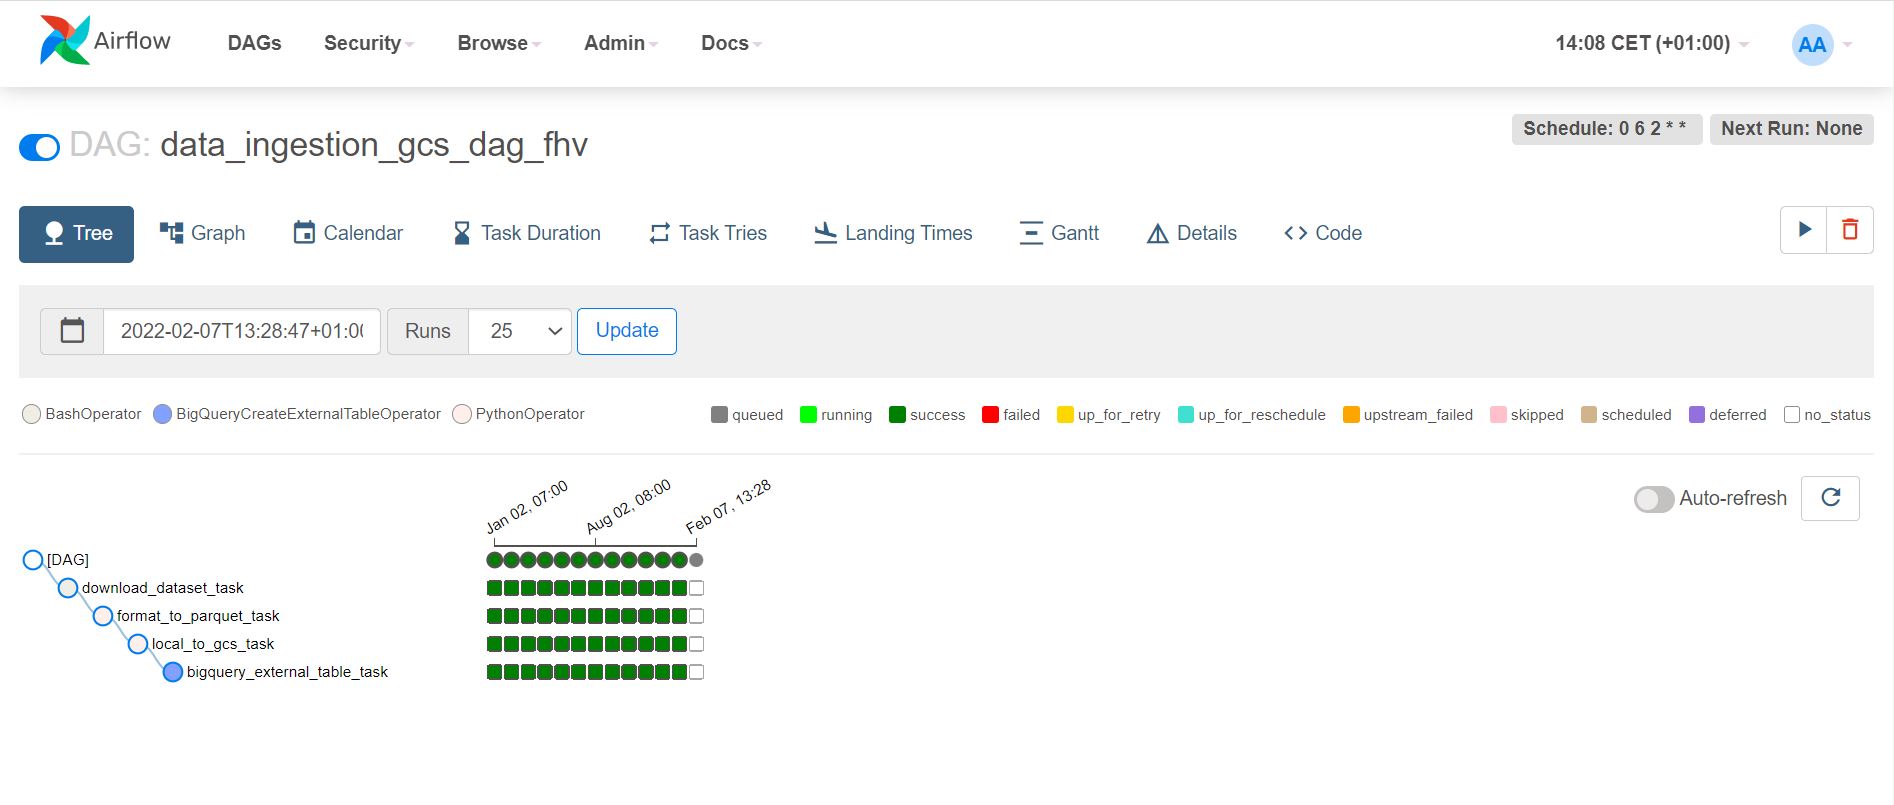 Airflow DAGs Security Browse Admin Docs 14:08 CET (+01:00) AA
DAG: data_ingestion_gcs_dag_fhv Schedule: 0 6 2 * * Next Run: None
Tree Graph Calendar Task Duration Task Tries Landing Times Gantt Details Code
2022-02-07T13:28:47+01:00 Runs 25 Update
BashOperator BigQueryCreateExternalTableOperator PythonOperator queued running success failed up_for_retry up_for_reschedule upstream_failed skipped scheduled deferred no_status
Jan 02, 07:00 Aug 02, 08:00 Feb 07, 13:28 Auto-refresh
[DAG]
download_dataset_task
format_to_parquet_task
local_to_gcs_task
bigquery_external_table_task